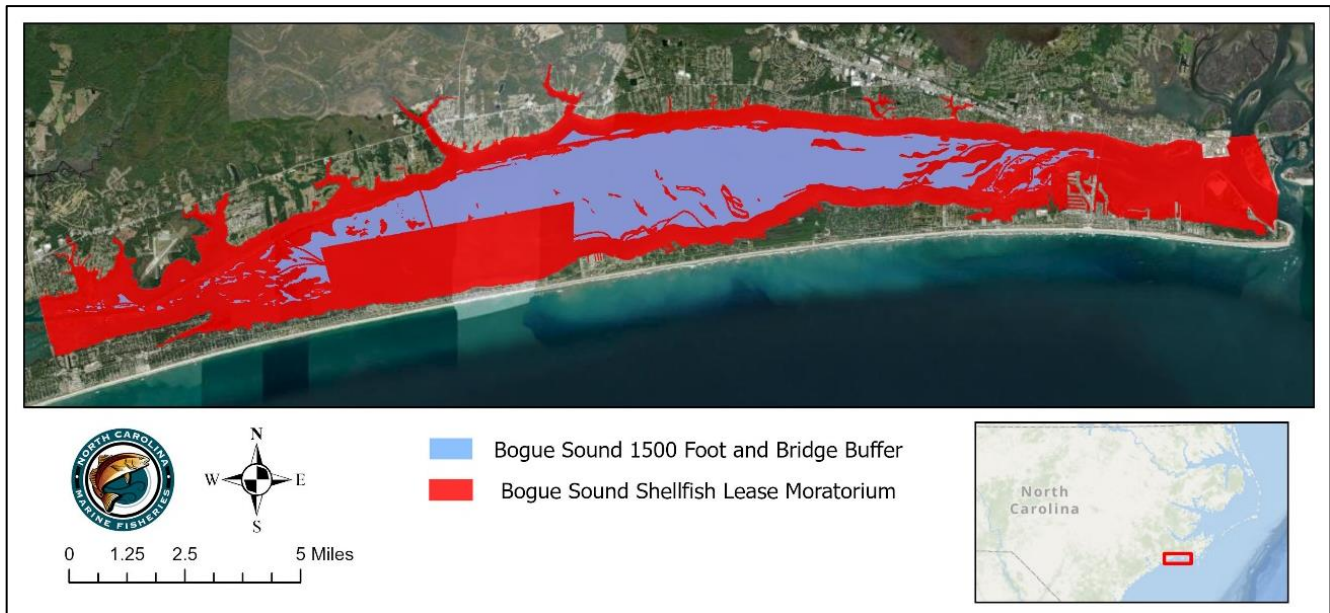 NORTH CAROLINA
MARINE FISHERIES
N
W
E
S
0 1.25 2.5 5 Miles
Bogue Sound 1500 Foot and Bridge Buffer
Bogue Sound Shellfish Lease Moratorium
North
Carolina